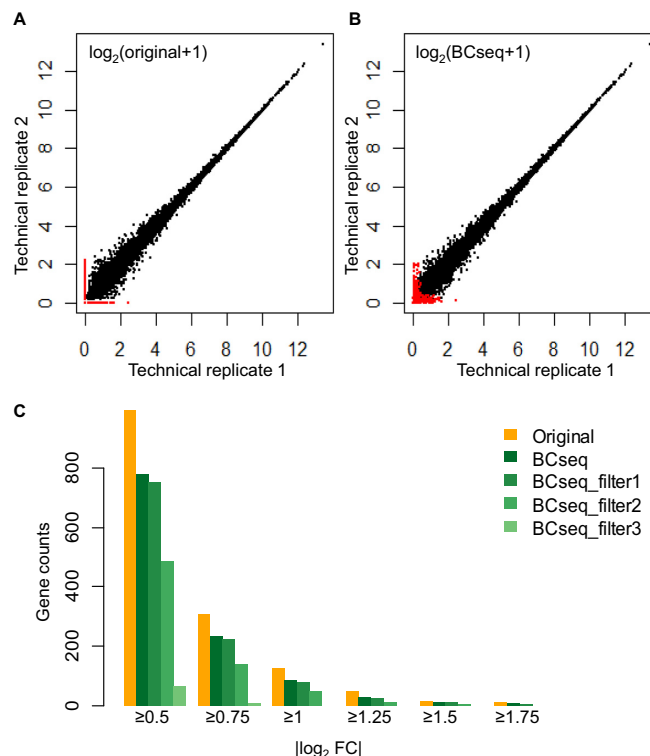 A
log₂(original+1)
Technical replicate 2
0 2 4 6 8 10 12
0 2 4 6 8 10 12
Technical replicate 1
B
log₂(BCseq+1)
Technical replicate 2
0 2 4 6 8 10 12
0 2 4 6 8 10 12
Technical replicate 1
C
Gene counts
0 200 400 600 800
Original
BCseq
BCseq_filter1
BCseq_filter2
BCseq_filter3
≥0.5 ≥0.75 ≥1 ≥1.25 ≥1.5 ≥1.75
|log₂ FC|